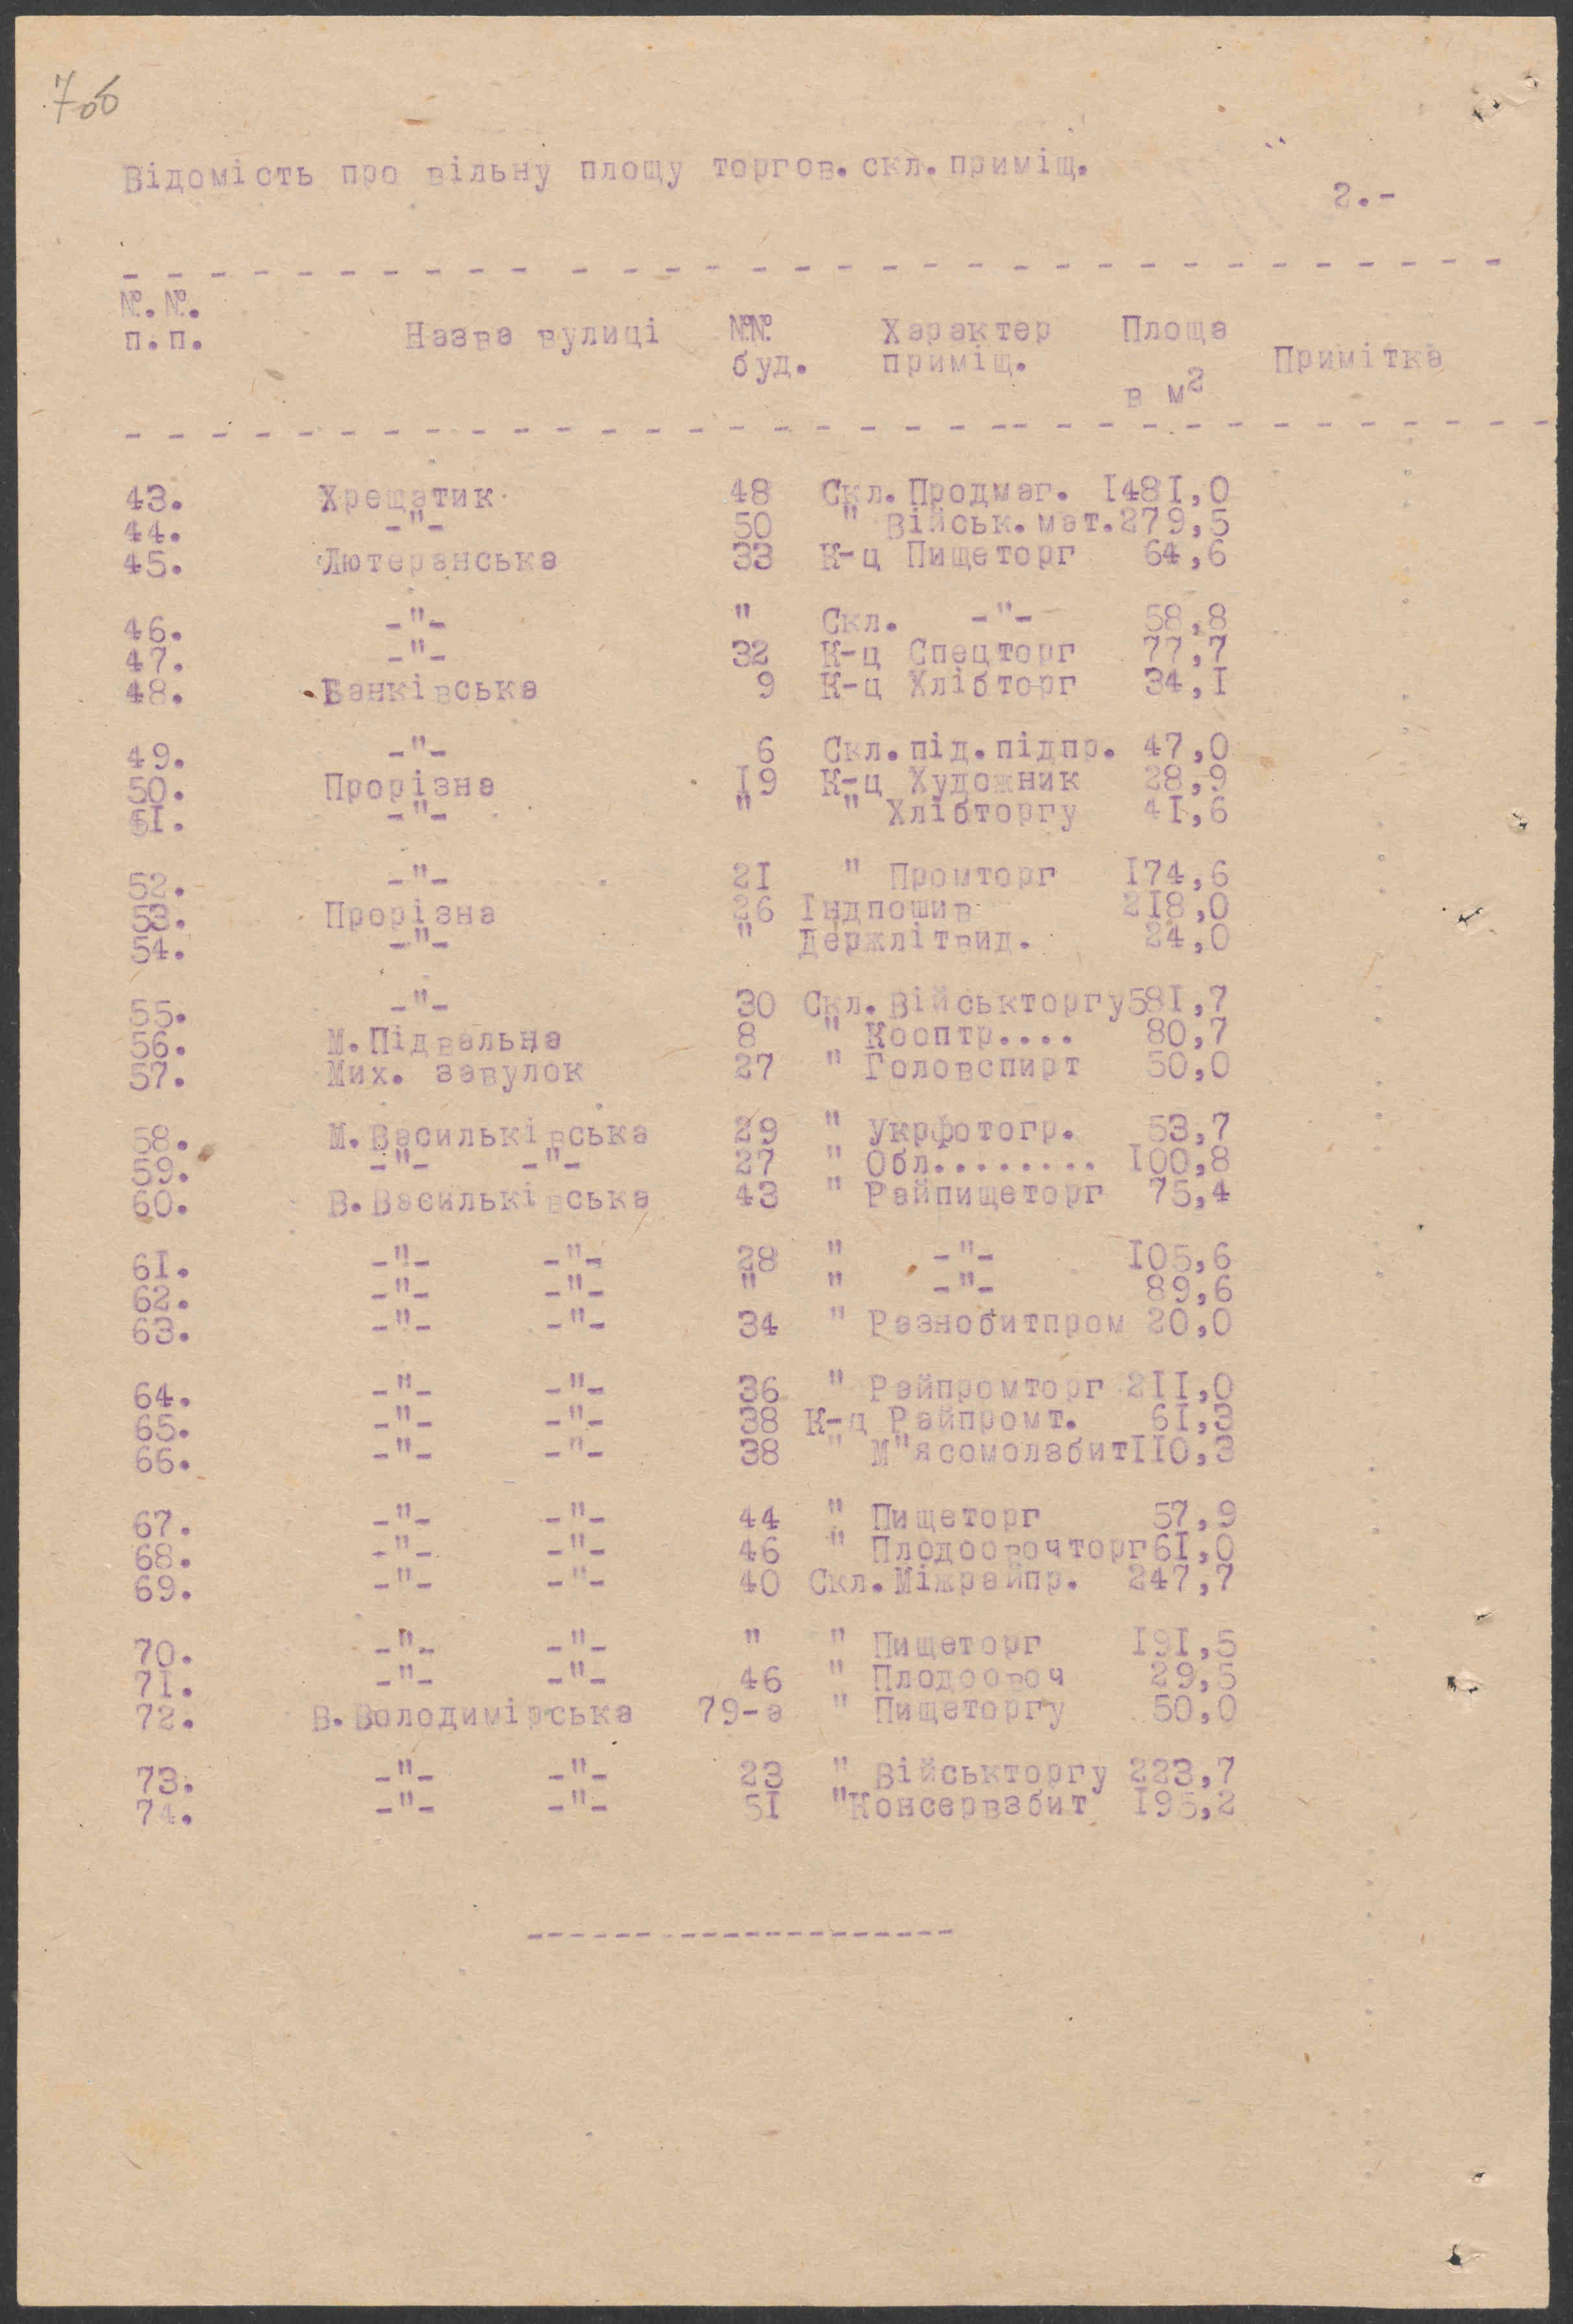 7об
Відомість про вільну площу торгов. скл. приміщ.
2.-
№.№. п.п. Назва вулиці №№ буд. Характер приміщ. Площа в м2 Примітка
43. Хрещатик 48 Скл. Продмаг. 1481,0
44. -"- 50 " Військ. мат. 279,5
45. Лютеранська 33 К-ц Пищеторг 64,6
46. -"- " Скл. -"- 58,8
47. -"- 32 К-ц Спецторг 77,7
48. Банківська 9 К-ц Хлібторг 34,1
49. -"- 6 Скл. під. підпр. 47,0
50. Прорізна 19 К-ц Художник 28,9
51. -"- " " Хлібторгу 41,6
52. -"- 21 " Промторг 174,6
53. Прорізна 26 Індпошив 218,0
54. -"- " Держлітвид. 24,0
55. -"- 30 Скл. Військторгу 581,7
56. М. Підвальна 8 " Кооптр.... 80,7
57. Мих. завулок 27 " Головспирт 50,0
58. М. Васильківська 29 " Укрфотогр. 53,7
59. -"- -"- 27 " Обл......... 100,8
60. В. Васильківська 43 " Райпищеторг 75,4
61. -"- -"- 28 " -"- 105,6
62. -"- -"- " " -"- 89,6
63. -"- -"- 34 " Разнобитпром 20,0
64. -"- -"- 36 " Райпромторг 211,0
65. -"- -"- 38 К-ц Райпромт. 61,3
66. -"- -"- 38 " М"ясомолзбит 110,3
67. -"- -"- 44 " Пищеторг 57,9
68. -"- -"- 46 " Плодоовочторг 61,0
69. -"- -"- 40 Скл. Міжрайпр. 247,7
70. -"- -"- " " Пищеторг 191,5
71. -"- -"- 46 " Плодоовоч 29,5
72. В. Володимірська 79-а " Пищеторгу 50,0
73. -"- -"- 23 " Військторгу 223,7
74. -"- -"- 51 "Консервзбит 195,2